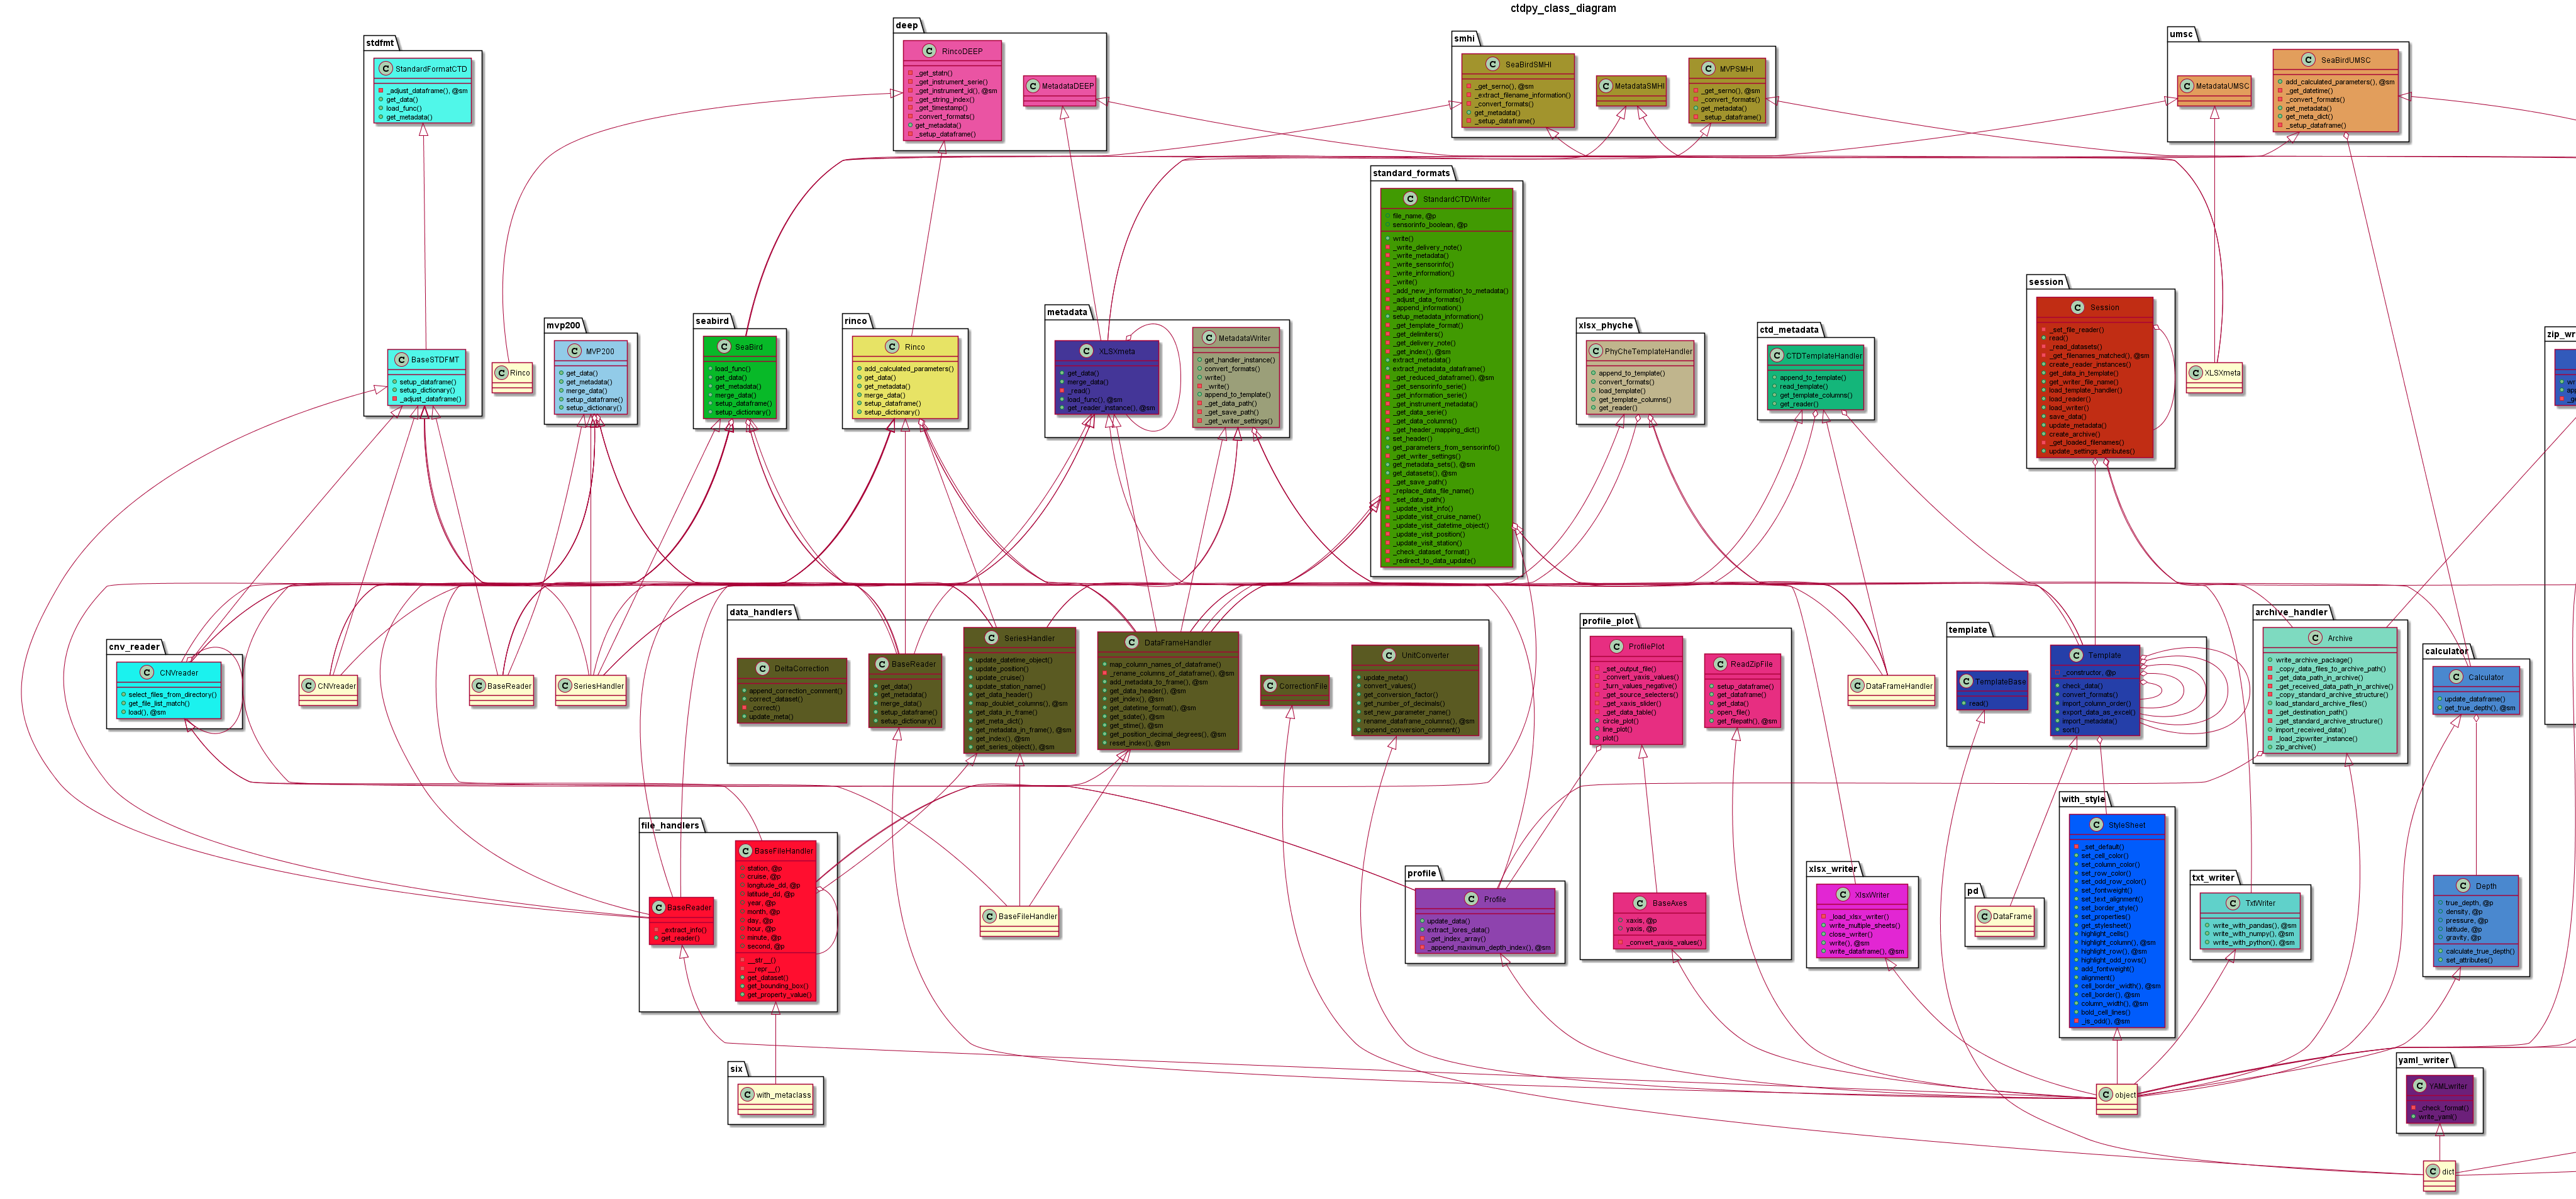 ctdpy_class_diagram
stdfmt
StandardFormatCTD
_adjust_dataframe(), @sm
get_data()
load_func()
get_metadata()
BaseSTDFMT
setup_dataframe()
setup_dictionary()
_adjust_dataframe()
deep
RincoDEEP
_get_statn()
_get_instrument_serie()
_get_instrument_id(), @sm
_get_string_index()
_get_timestamp()
_convert_formats()
get_metadata()
_setup_dataframe()
MetadataDEEP
smhi
SeaBirdSMHI
_get_serno(), @sm
_extract_filename_information()
_convert_formats()
get_metadata()
_setup_dataframe()
MetadataSMHI
MVPSMHI
_get_serno(), @sm
_convert_formats()
get_metadata()
_setup_dataframe()
umsc
MetadataUMSC
SeaBirdUMSC
add_calculated_parameters(), @sm
_get_datetime()
_convert_formats()
get_metadata()
get_meta_dict()
_setup_dataframe()
standard_formats
StandardCTDWriter
file_name, @p
sensorinfo_boolean, @p
write()
_write_delivery_note()
_write_metadata()
_write_sensorinfo()
_write_information()
_write()
_add_new_information_to_metadata()
_adjust_data_formats()
_append_information()
setup_metadata_information()
_get_template_format()
_get_delimiters()
_get_delivery_note()
_get_index(), @sm
extract_metadata()
extract_metadata_dataframe()
_get_reduced_dataframe(), @sm
_get_sensorinfo_serie()
_get_information_serie()
_get_instrument_metadata()
_get_data_serie()
_get_data_columns()
_get_header_mapping_dict()
set_header()
get_parameters_from_sensorinfo()
_get_writer_settings()
get_metadata_sets(), @sm
get_datasets(), @sm
_get_save_path()
_replace_data_file_name()
_set_data_path()
_update_visit_info()
_update_visit_cruise_name()
_update_visit_datetime_object()
_update_visit_position()
_update_visit_station()
_check_dataset_format()
_redirect_to_data_update()
mvp200
MVP200
get_data()
get_metadata()
merge_data()
setup_dataframe()
setup_dictionary()
seabird
SeaBird
load_func()
get_data()
get_metadata()
merge_data()
setup_dataframe()
setup_dictionary()
rinco
Rinco
add_calculated_parameters()
get_data()
get_metadata()
merge_data()
setup_dataframe()
setup_dictionary()
Rinco
metadata
XLSXmeta
get_data()
merge_data()
_read()
load_func(), @sm
get_reader_instance(), @sm
MetadataWriter
get_handler_instance()
convert_formats()
write()
_write()
append_to_template()
_get_data_path()
_get_save_path()
_get_writer_settings()
xlsx_phyche
PhyCheTemplateHandler
append_to_template()
convert_formats()
load_template()
get_template_columns()
get_reader()
ctd_metadata
CTDTemplateHandler
append_to_template()
read_template()
get_template_columns()
get_reader()
session
Session
_set_file_reader()
read()
_read_datasets()
_get_filenames_matched(), @sm
create_reader_instances()
get_data_in_template()
get_writer_file_name()
load_template_handler()
load_reader()
load_writer()
save_data()
update_metadata()
create_archive()
_get_loaded_filenames()
update_settings_attributes()
XLSXmeta
cnv_reader
CNVreader
select_files_from_directory()
get_file_list_match()
load(), @sm
CNVreader
BaseReader
SeriesHandler
data_handlers
DeltaCorrection
append_correction_comment()
correct_dataset()
_correct()
update_meta()
BaseReader
get_data()
get_metadata()
merge_data()
setup_dataframe()
setup_dictionary()
SeriesHandler
update_datetime_object()
update_position()
update_cruise()
update_station_name()
get_data_header()
map_doublet_columns(), @sm
get_data_in_frame()
get_meta_dict()
get_metadata_in_frame(), @sm
get_index(), @sm
get_series_object(), @sm
DataFrameHandler
map_column_names_of_dataframe()
_rename_columns_of_dataframe()
add_metadata_to_frame(), @sm
get_data_header(), @sm
get_index(), @sm
get_datetime_format(), @sm
get_sdate(), @sm
get_stime(), @sm
get_position_decimal_degrees(), @sm
reset_index(), @sm
CorrectionFile
UnitConverter
update_meta()
convert_values()
get_conversion_factor()
get_number_of_decimals()
set_new_parameter_name()
rename_dataframe_columns(), @sm
append_conversion_comment()
profile_plot
ProfilePlot
_set_output_file()
_convert_yaxis_values()
_turn_values_negative()
_get_source_selecters()
_get_xaxis_slider()
_get_data_table()
circle_plot()
line_plot()
plot()
ReadZipFile
setup_dataframe()
get_dataframe()
get_data()
open_file()
get_filepath(), @sm
BaseAxes
xaxis, @p
yaxis, @p
_convert_yaxis_values()
DataFrameHandler
template
TemplateBase
read()
Template
_constructor, @p
check_data()
convert_formats()
import_column_order()
export_data_as_excel()
import_metadata()
sort()
archive_handler
Archive
write_archive_package()
_copy_data_files_to_archive_path()
_get_data_path_in_archive()
_get_received_data_path_in_archive()
_copy_standard_archive_structure()
load_standard_archive_files()
_get_destination_path()
_get_standard_archive_structure()
import_received_data()
_load_zipwriter_instance()
zip_archive()
calculator
Calculator
update_dataframe()
get_true_depth(), @sm
Depth
true_depth, @p
density, @p
pressure, @p
latitude, @p
gravity, @p
calculate_true_depth()
set_attributes()
file_handlers
BaseReader
_extract_info()
get_reader()
BaseFileHandler
station, @p
cruise, @p
longitude_dd, @p
latitude_dd, @p
year, @p
month, @p
day, @p
hour, @p
minute, @p
second, @p
__str__()
__repr__()
get_dataset()
get_bounding_box()
get_property_value()
BaseFileHandler
profile
Profile
update_data()
extract_lores_data()
_get_index_array()
_append_maximum_depth_index(), @sm
xlsx_writer
XlsxWriter
_load_xlsx_writer()
write_multiple_sheets()
close_writer()
write(), @sm
write_dataframe(), @sm
pd
DataFrame
with_style
StyleSheet
_set_default()
set_cell_color()
set_column_color()
set_row_color()
set_odd_row_color()
set_fontweight()
set_text_alignment()
set_border_style()
set_properties()
get_stylesheet()
highlight_cells()
highlight_column(), @sm
highlight_row(), @sm
highlight_odd_rows()
add_fontweight()
alignment()
cell_border_width(), @sm
cell_border(), @sm
column_width(), @sm
bold_cell_lines()
_is_odd(), @sm
txt_writer
TxtWriter
write_with_pandas(), @sm
write_with_numpy(), @sm
write_with_python(), @sm
six
with_metaclass
object
yaml_writer
YAMLwriter
_check_format()
write_yaml()
dict